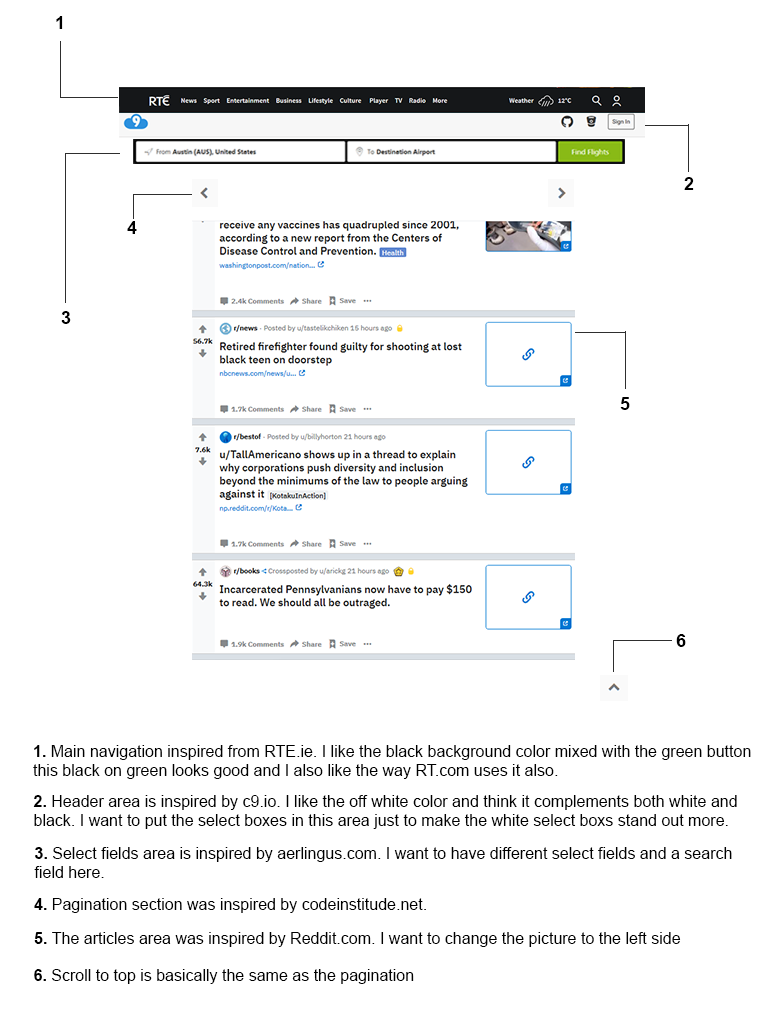 1
RTÉ News Sport Entertainment Business Lifestyle Culture Player TV Radio More Weather 12°C
9 Sign In
2
3
From Austin (AUS), United States To Destination Airport Find Flights
4
receive any vaccines has quadrupled since 2001,
according to a new report from the Centers of
Disease Control and Prevention. Health
washingtonpost.com/nation...
2.4k Comments Share Save ...
r/news · Posted by u/tastelikchiken 15 hours ago
56.7k
Retired firefighter found guilty for shooting at lost
black teen on doorstep
nbcnews.com/news/u...
1.7k Comments Share Save ...
5
r/bestof · Posted by u/billyhorton 21 hours ago
7.6k
u/TallAmericano shows up in a thread to explain
why corporations push diversity and inclusion
beyond the minimums of the law to people arguing
against it [KotakuInAction]
np.reddit.com/r/Kota...
1.7k Comments Share Save ...
r/books Crossposted by u/arickg 21 hours ago
64.3k
Incarcerated Pennsylvanians now have to pay $150
to read. We should all be outraged.
1.9k Comments Share Save ...
6
1. Main navigation inspired from RTE.ie. I like the black background color mixed with the green button
this black on green looks good and I also like the way RT.com uses it also.
2. Header area is inspired by c9.io. I like the off white color and think it complements both white and
black. I want to put the select boxes in this area just to make the white select boxs stand out more.
3. Select fields area is inspired by aerlingus.com. I want to have different select fields and a search
field here.
4. Pagination section was inspired by codeinstitude.net.
5. The articles area was inspired by Reddit.com. I want to change the picture to the left side
6. Scroll to top is basically the same as the pagination